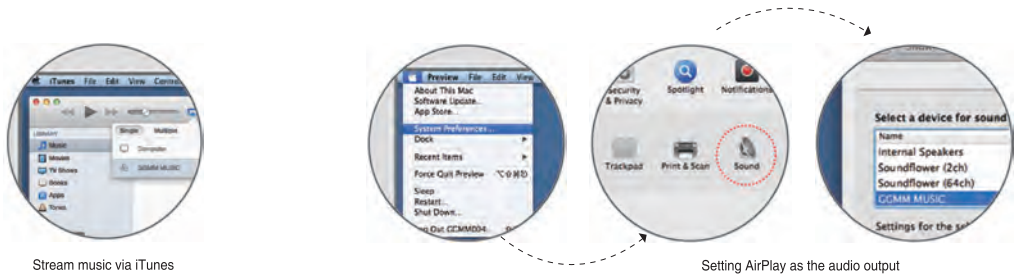 iTunes File Edit View Contro
LIBRARY
Music
Movies
TV Shows
Books
Apps
Tones
Single Multiple
Computer
GGMM MUSIC
Stream music via iTunes
Preview File Edit View
About This Mac
Software Update...
App Store...
System Preferences...
Dock
Recent Items
Force Quit Preview
Sleep
Restart...
Shut Down...
Out GGMM004
Security
& Privacy
Spotlight
Notifications
Trackpad
Print & Scan
Sound
Select a device for sound
Name
Internal Speakers
Soundflower (2ch)
Soundflower (64ch)
GGMM MUSIC
Settings for the
Setting AirPlay as the audio output